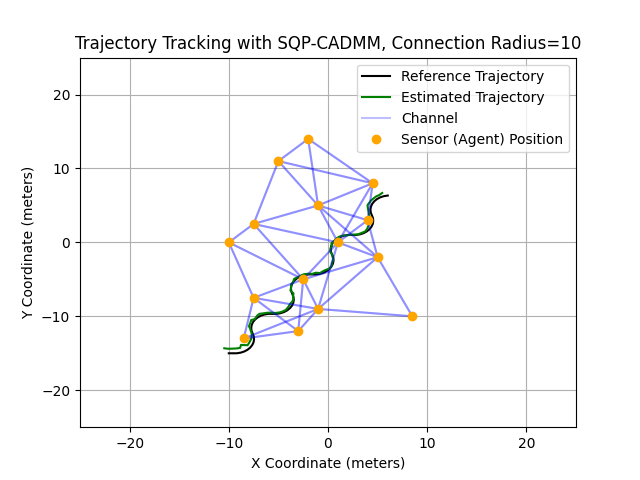 Trajectory Tracking with SQP-CADMM, Connection Radius=10
Reference Trajectory
Estimated Trajectory
Channel
Sensor (Agent) Position
20
10
0
−10
−20
Y Coordinate (meters)
−20
−10
0
10
20
X Coordinate (meters)